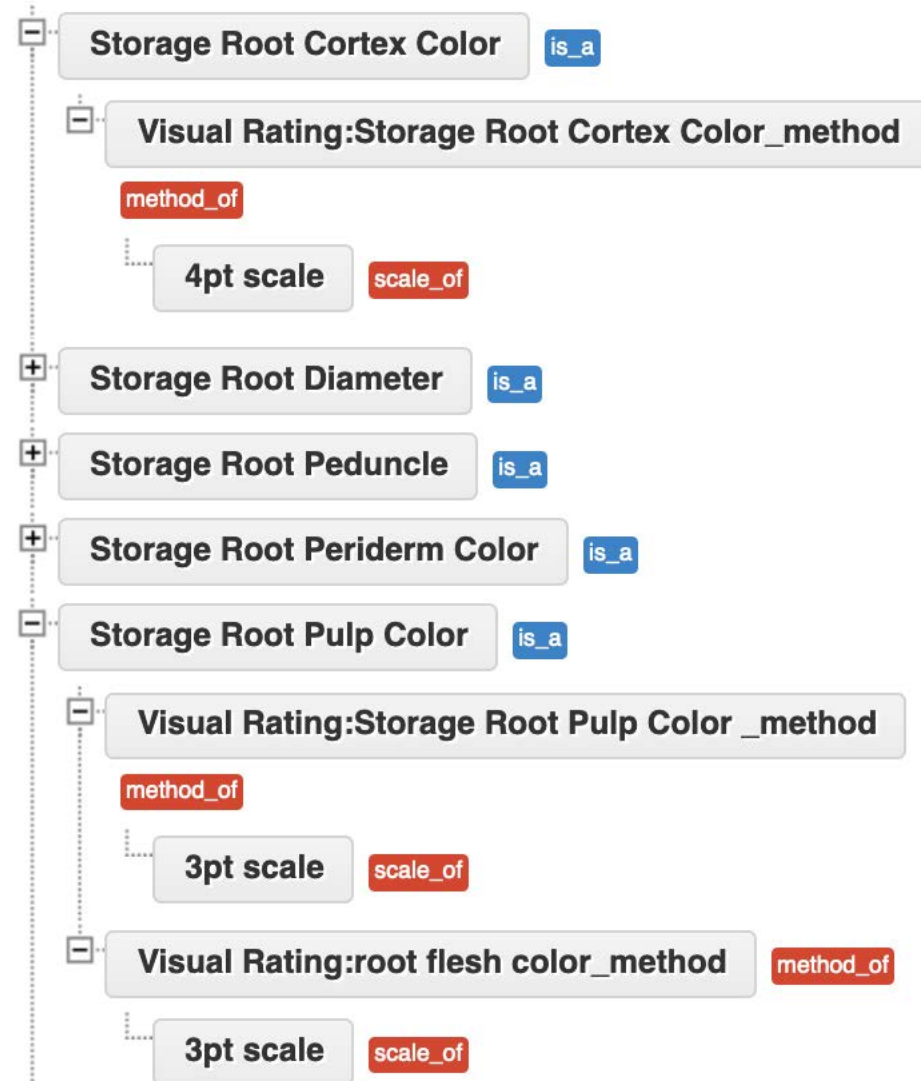 Storage Root Cortex Color is_a
Visual Rating:Storage Root Cortex Color_method
method_of
4pt scale scale_of
Storage Root Diameter is_a
Storage Root Peduncle is_a
Storage Root Periderm Color is_a
Storage Root Pulp Color is_a
Visual Rating:Storage Root Pulp Color _method
method_of
3pt scale scale_of
Visual Rating:root flesh color_method method_of
3pt scale scale_of